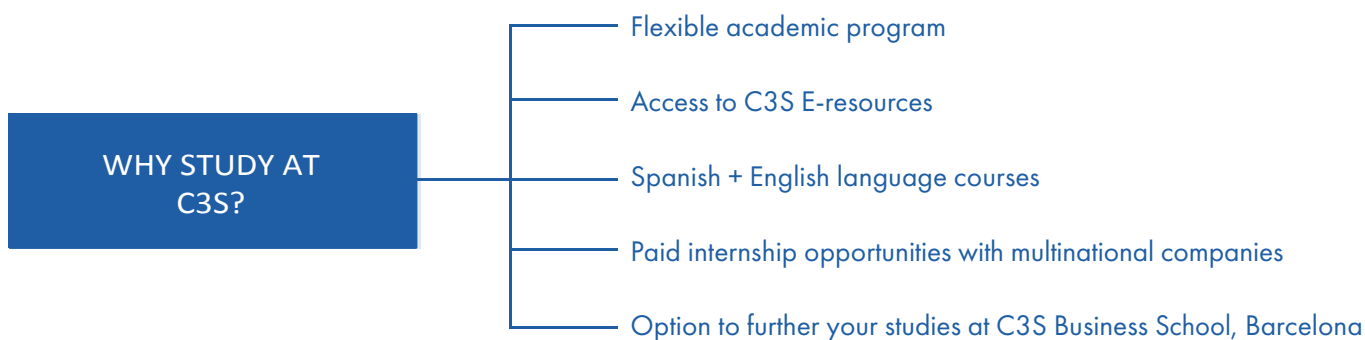 WHY STUDY AT
C3S?
Flexible academic program
Access to C3S E-resources
Spanish + English language courses
Paid internship opportunities with multinational companies
Option to further your studies at C3S Business School, Barcelona